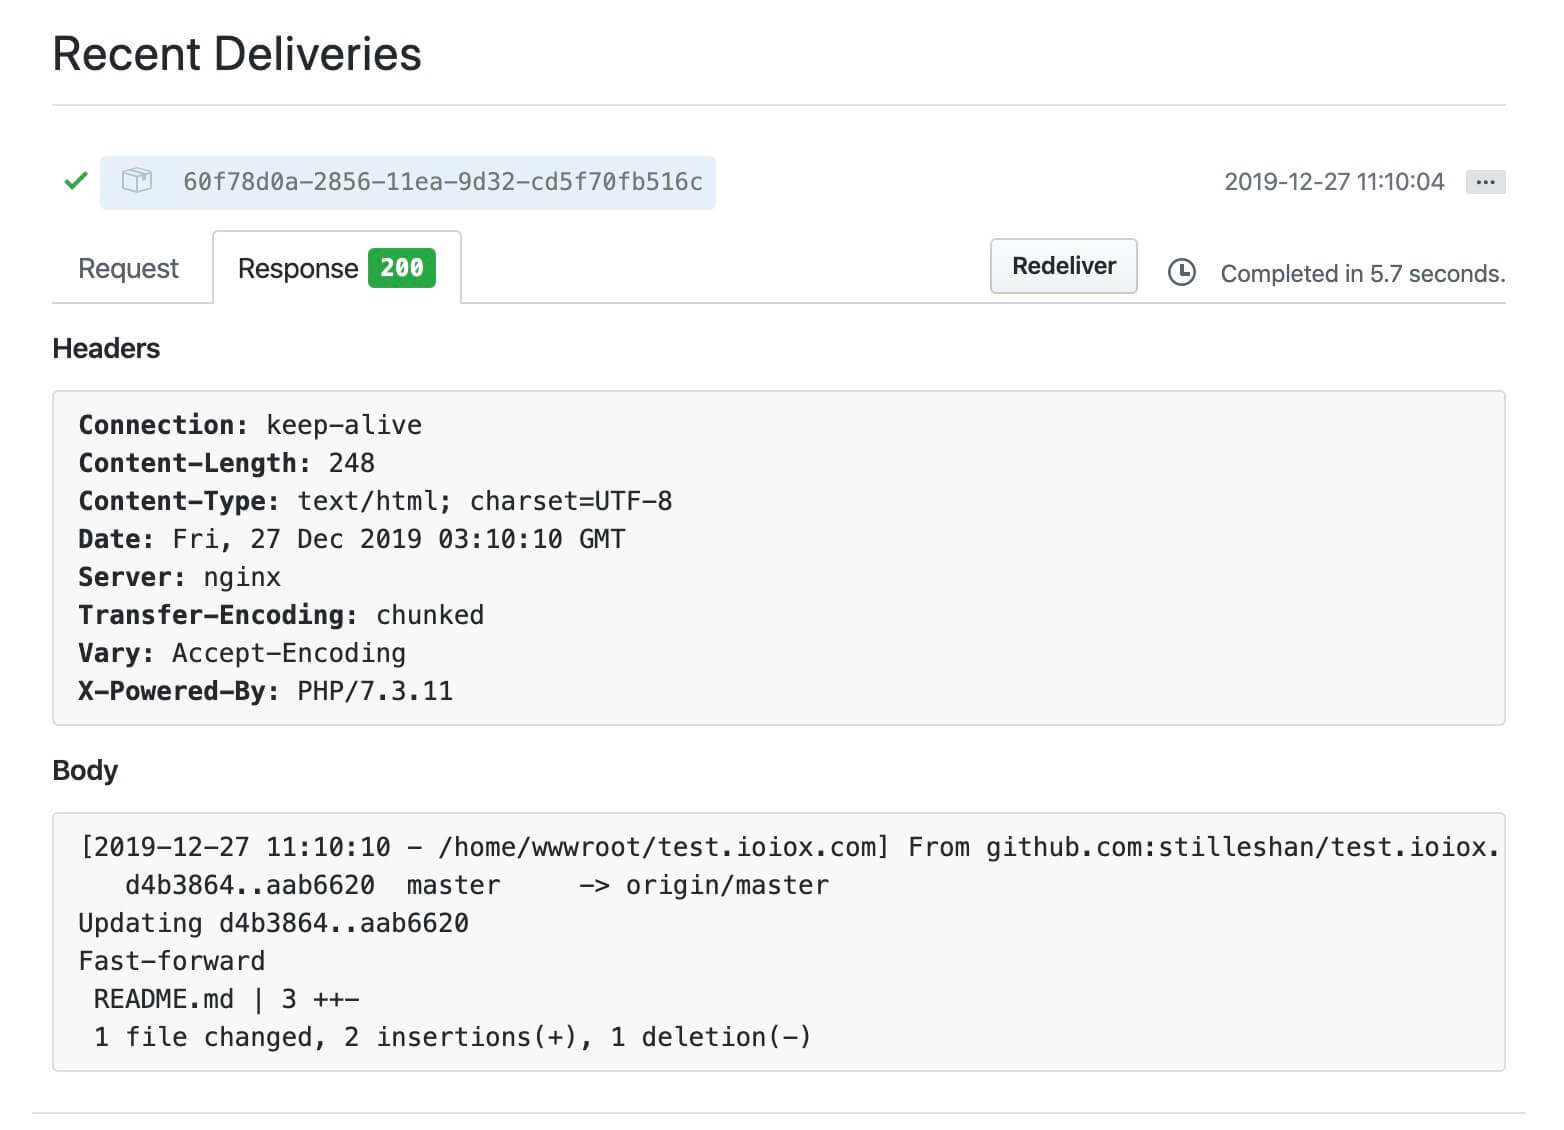 Recent Deliveries
60f78d0a-2856-11ea-9d32-cd5f70fb516c 2019-12-27 11:10:04 ...
Request Response 200 Redeliver Completed in 5.7 seconds.
Headers
Connection: keep-alive
Content-Length: 248
Content-Type: text/html; charset=UTF-8
Date: Fri, 27 Dec 2019 03:10:10 GMT
Server: nginx
Transfer-Encoding: chunked
Vary: Accept-Encoding
X-Powered-By: PHP/7.3.11
Body
[2019-12-27 11:10:10 - /home/wwwroot/test.ioiox.com] From github.com:stilleshan/test.ioiox.
   d4b3864..aab6620  master     -> origin/master
Updating d4b3864..aab6620
Fast-forward
 README.md | 3 ++-
 1 file changed, 2 insertions(+), 1 deletion(-)